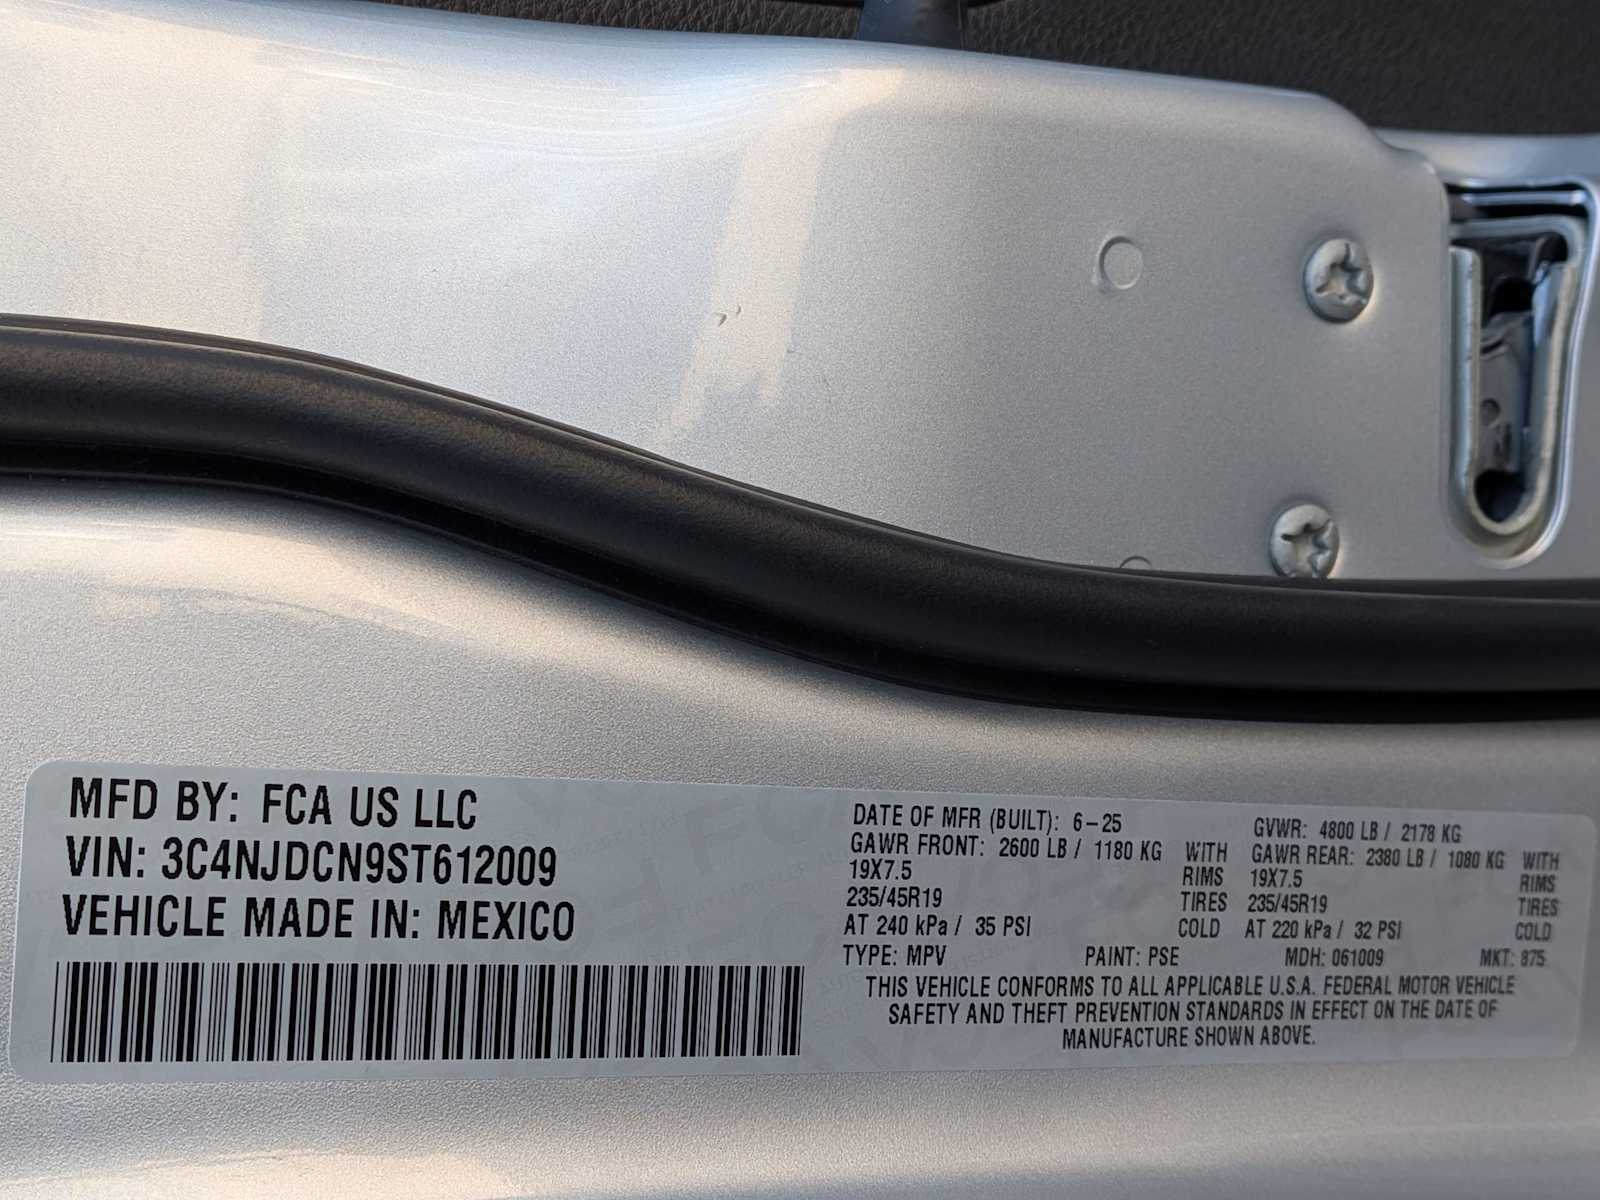 MFD BY: FCA US LLC
VIN: 3C4NJDCN9ST612009
VEHICLE MADE IN: MEXICO
DATE OF MFR (BUILT): 6-25 GVWR: 4800 LB / 2178 KG
GAWR FRONT: 2600 LB / 1180 KG WITH GAWR REAR: 2380 LB / 1080 KG WITH
19X7.5 RIMS 19X7.5 RIMS
235/45R19 TIRES 235/45R19 TIRES
AT 240 kPa / 35 PSI COLD AT 220 kPa / 32 PSI COLD
TYPE: MPV PAINT: PSE MDH: 061009 MKT: 875
THIS VEHICLE CONFORMS TO ALL APPLICABLE U.S.A. FEDERAL MOTOR VEHICLE
SAFETY AND THEFT PREVENTION STANDARDS IN EFFECT ON THE DATE OF
MANUFACTURE SHOWN ABOVE.